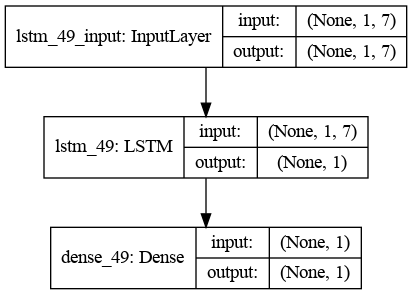 lstm_49_input: InputLayer
input: (None, 1, 7)
output: (None, 1, 7)
lstm_49: LSTM
input: (None, 1, 7)
output: (None, 1)
dense_49: Dense
input: (None, 1)
output: (None, 1)